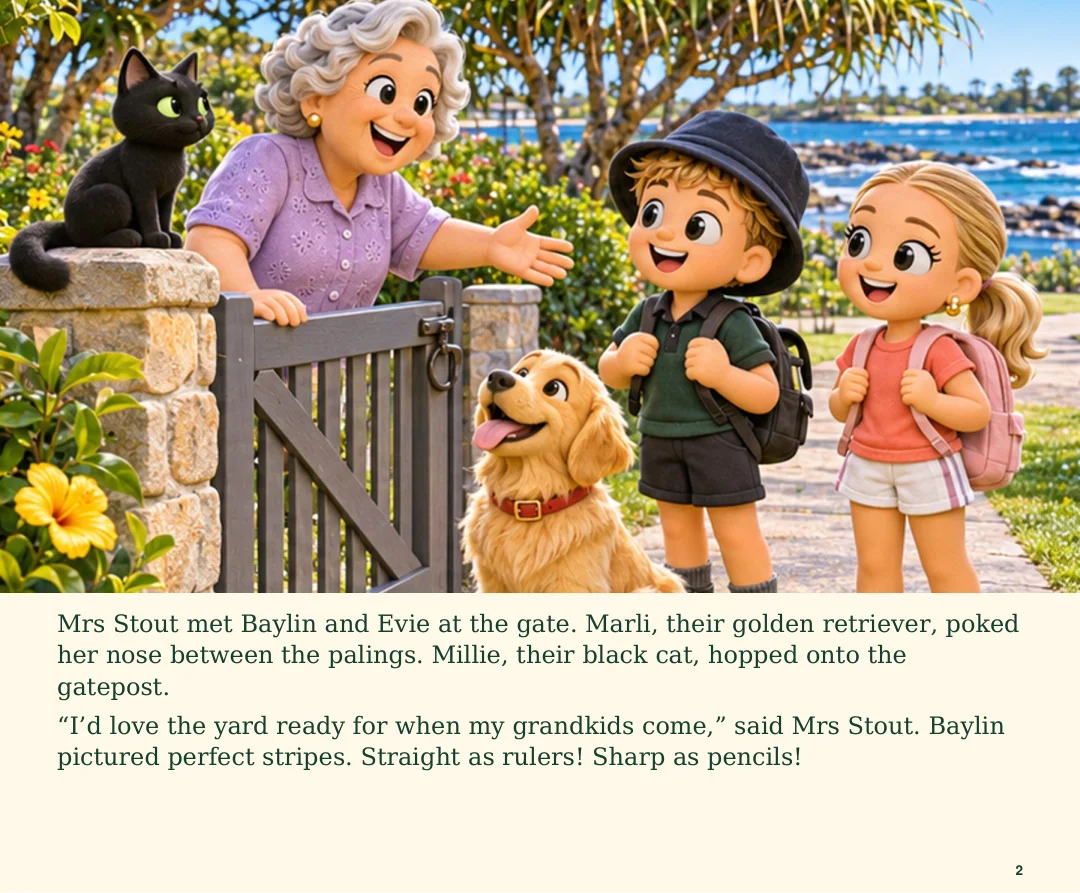 Mrs Stout met Baylin and Evie at the gate. Marli, their golden retriever, poked
her nose between the palings. Millie, their black cat, hopped onto the
gatepost.
“I’d love the yard ready for when my grandkids come,” said Mrs Stout. Baylin
pictured perfect stripes. Straight as rulers! Sharp as pencils!
2